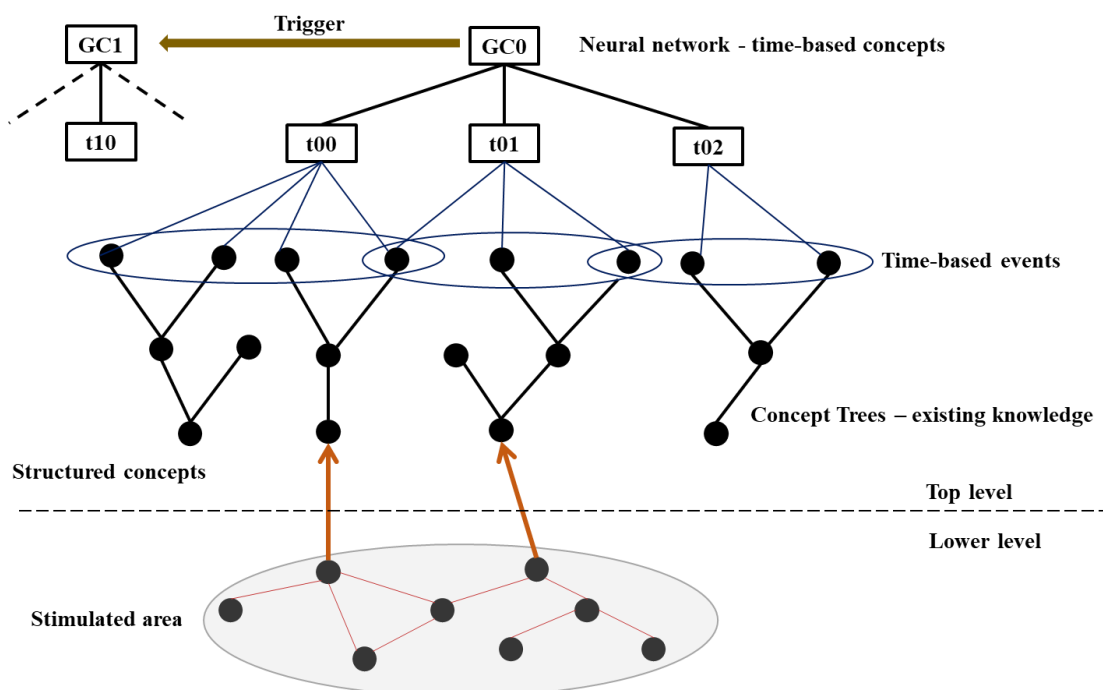 Trigger
GC1
GC0
Neural network - time-based concepts
t10
t00
t01
t02
Time-based events
Concept Trees – existing knowledge
Structured concepts
Top level
Lower level
Stimulated area